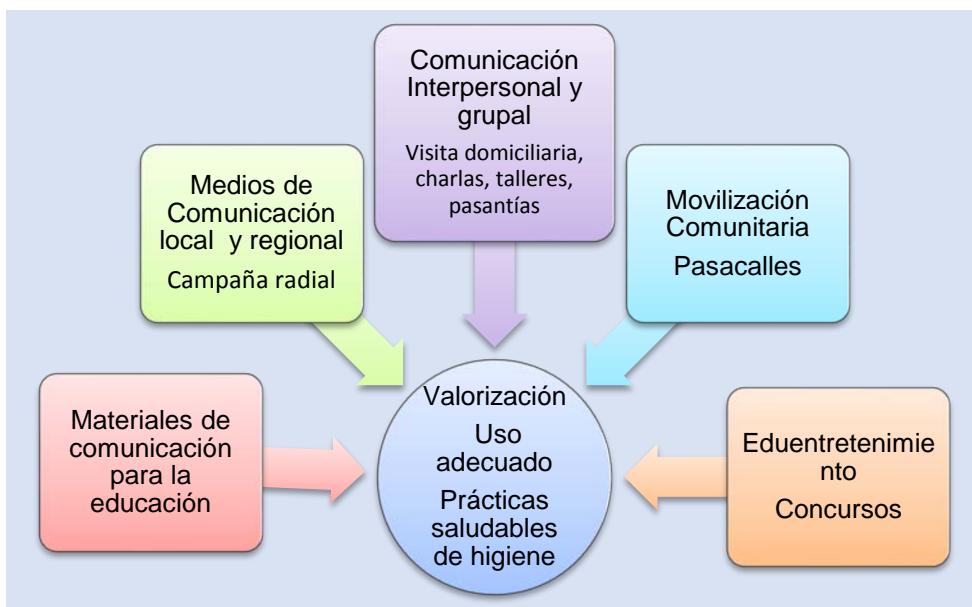 Comunicación
Interpersonal y
grupal
Visita domiciliaria,
charlas, talleres,
pasantías
Medios de
Comunicación
local y regional
Campaña radial
Movilización
Comunitaria
Pasacalles
Materiales de
comunicación
para la
educación
Valorización
Uso
adecuado
Prácticas
saludables
de higiene
Eduentretenimie
nto
Concursos